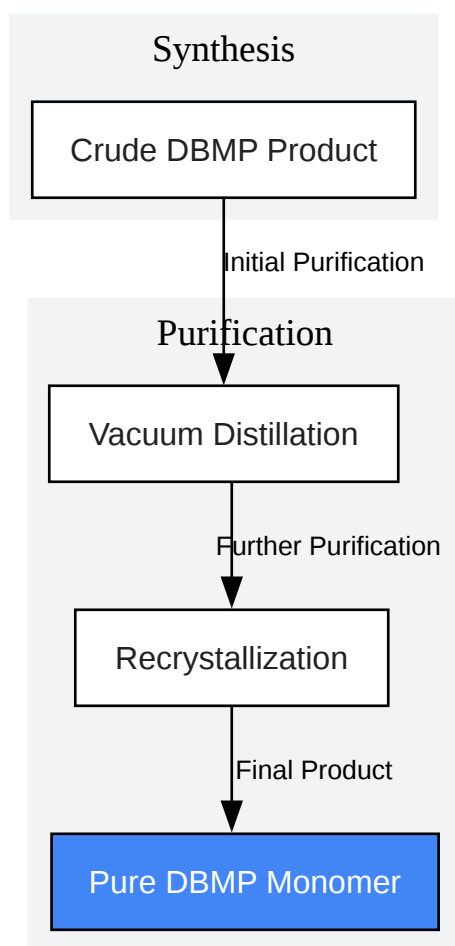 Synthesis
Crude DBMP Product
Initial Purification
Purification
Vacuum Distillation
Further Purification
Recrystallization
Final Product
Pure DBMP Monomer